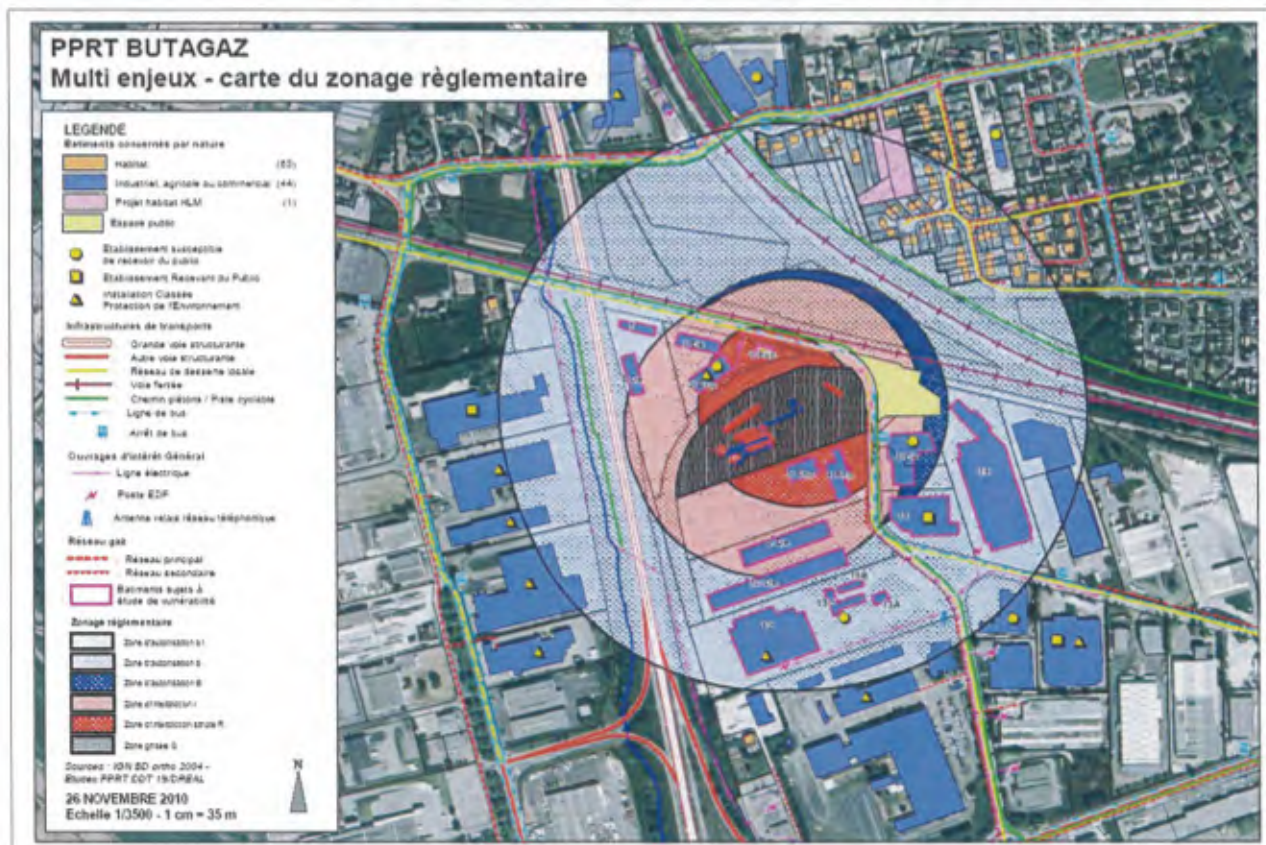 PPRT BUTAGAZ
Multi enjeux - carte du zonage règlementaire
LEGENDE
Batiments concernés par nature
Habitat
Industriel, agricole ou commercial (44)
Projet habitat HLM (1)
Espace public
Etablissement susceptible
de recevoir du public
Etablissement Recevant du Public
Installation Classée
Protection de l'Environnement
Infrastructures de transports
Grande voie structurante
Autre voie structurante
Réseau de desserte locale
Voie ferrée
Chemin piétons / Piste cyclable
Ligne de bus
Arrêt de bus
Ouvrages d'intérêt Général
Ligne électrique
Poste EDF
Antenne relais réseau téléphonique
Réseau gaz
Réseau principal
Réseau secondaire
Batiments sujets à
étude de vulnérabilité
Zonage réglementaire
Zone d'autorisation
Zone d'autorisation
Zone d'autorisation B
Zone d'interdiction r
Zone d'interdiction stricte R
Zone grisée G
Sources : IGN BD ortho 2004 -
Etudes PPRT DDT 19/DREAL
N
26 NOVEMBRE 2010
Echelle 1/3500 - 1 cm = 35 m